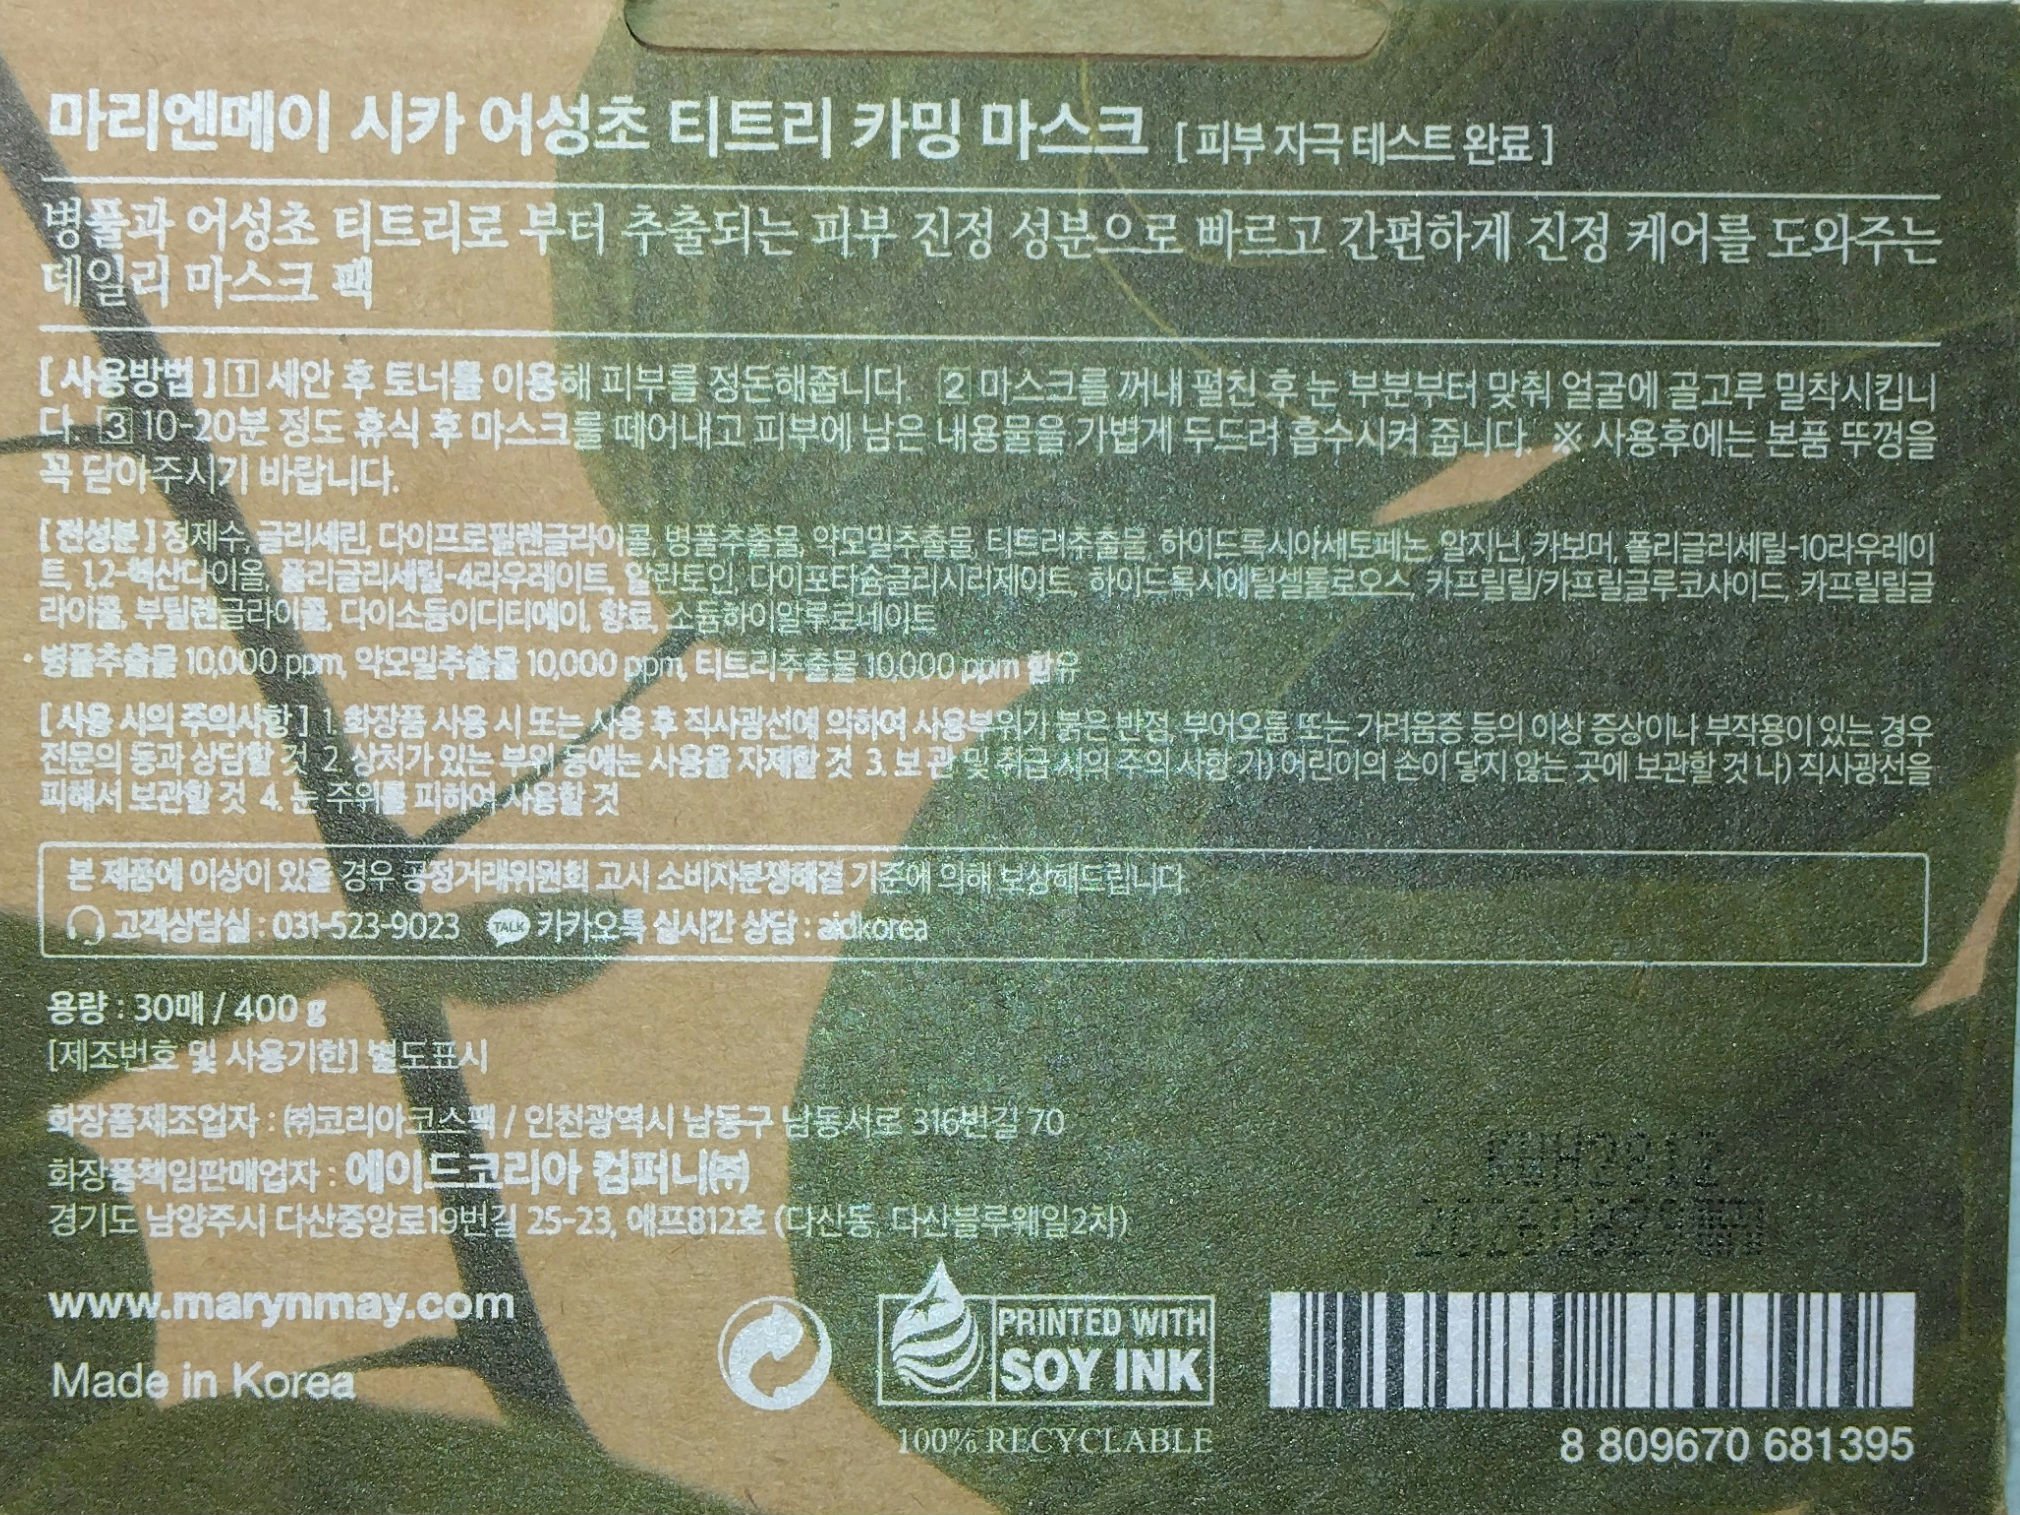 마리엔메이 시카 어성초 티트리 카밍 마스크 [ 피부 자극 테스트 완료 ]
병풀과 어성초 티트리로 부터 추출되는 피부 진정 성분으로 빠르고 간편하게 진정 케어를 도와주는
데일리 마스크 팩
[ 사용방법 ] 1 세안 후 토너를 이용해 피부를 정돈해줍니다. 2 마스크를 꺼내 펼친 후 눈 부분부터 맞춰 얼굴에 골고루 밀착시킵니
다. 3 10-20분 정도 휴식 후 마스크를 떼어내고 피부에 남은 내용물을 가볍게 두드려 흡수시켜 줍니다. ※ 사용후에는 본품 뚜껑을
꼭 닫아주시기 바랍니다.
[ 전성분 ] 정제수, 글리세린, 다이프로필렌글라이콜, 병풀추출물, 약모밀추출물, 티트리추출물, 하이드록시아세토페논, 알지닌, 카보머, 폴리글리세릴-10라우레이
트, 1,2-헥산다이올, 폴리글리세릴-4라우레이트, 알란토인, 다이포타슘글리시리제이트, 하이드록시에틸셀룰로오스, 카프릴릴/카프릴글루코사이드, 카프릴릴글
라이콜, 부틸렌글라이콜, 다이소듐이디티에이, 향료, 소듐하이알루로네이트
• 병풀추출물 10,000 ppm, 약모밀추출물 10,000 ppm, 티트리추출물 10,000 ppm 함유
[ 사용 시의 주의사항 ] 1. 화장품 사용 시 또는 사용 후 직사광선에 의하여 사용부위가 붉은 반점, 부어오름 또는 가려움증 등의 이상 증상이나 부작용이 있는 경우
전문의 등과 상담할 것 2. 상처가 있는 부위 등에는 사용을 자제할 것 3. 보관 및 취급 시의 주의 사항 가) 어린이의 손이 닿지 않는 곳에 보관할 것 나) 직사광선을
피해서 보관할 것 4. 눈 주위를 피하여 사용할 것
본 제품에 이상이 있을 경우 공정거래위원회 고시 소비자분쟁해결 기준에 의해 보상해드립니다.
고객상담실 : 031-523-9023 TALK 카카오톡 실시간 상담 : aidkorea
용량 : 30매 / 400 g
[제조번호 및 사용기한] 별도표시
화장품제조업자 : ㈜코리아코스팩 / 인천광역시 남동구 남동서로 316번길 70
화장품책임판매업자 : 에이드코리아 컴퍼니㈜
경기도 남양주시 다산중앙로19번길 25-23, 에프812호 (다산동, 다산블루웨일2차)
www.marynmay.com
Made in Korea
PRINTED WITH
SOY INK
100% RECYCLABLE
8 809670 681395